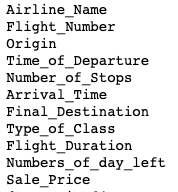 Airline_Name
Flight_Number
Origin
Time_of_Departure
Number_of_Stops
Arrival_Time
Final_Destination
Type_of_Class
Flight_Duration
Numbers_of_day_left
Sale_Price